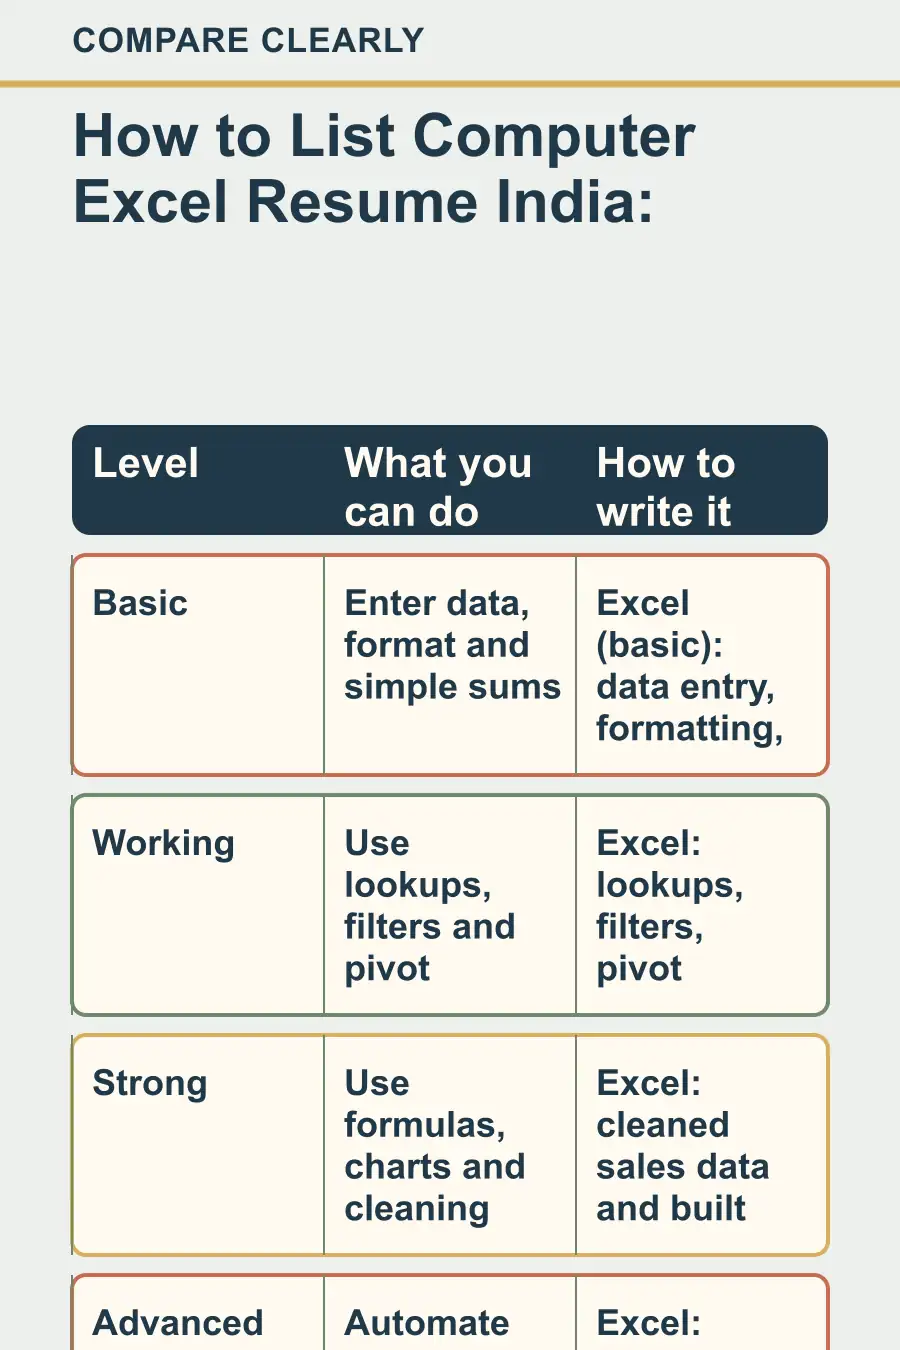 COMPARE CLEARLY
How to List Computer
Excel Resume India:
Level
What you
can do
How to
write it
Basic
Enter data,
format and
simple sums
Excel
(basic):
data entry,
formatting,
Working
Use
lookups,
filters and
pivot
Excel:
lookups,
filters,
pivot
Strong
Use
formulas,
charts and
cleaning
Excel:
cleaned
sales data
and built
Advanced
Automate
Excel: